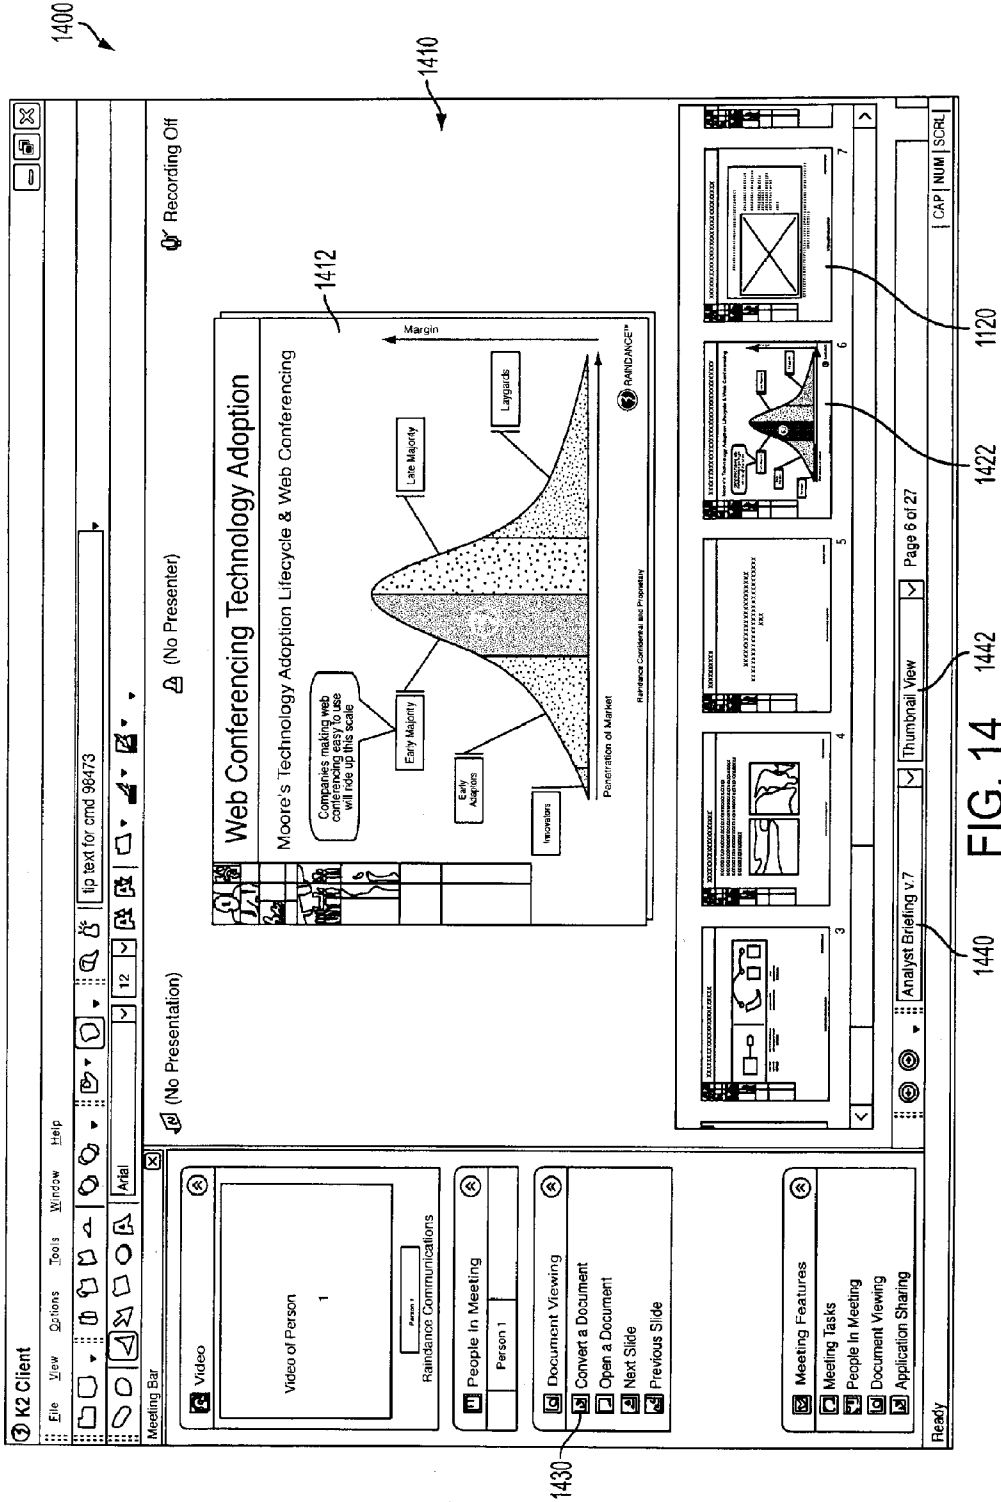 1400
K2 Client
File View Options Tools Window Help
tip text for cmd 98473
Arial 12
Meeting Bar
Video
Video of Person
1
Person 1
Raindance Communications
People In Meeting
Person 1
Document Viewing
Convert a Document
Open a Document
Next Slide
Previous Slide
1430
Meeting Features
Meeting Tasks
People In Meeting
Document Viewing
Application Sharing
Ready
(No Presentation)
(No Presenter)
Recording Off
1410
1412
Web Conferencing Technology Adoption
Moore's Technology Adoption Lifecycle & Web Conferencing
Companies making web
conferencing easy to use
will ride up this scale
Innovators
Early
Adaptors
Early Majority
Late Majority
Laygards
Margin
Penetration of Market
Raindance Confidential and Proprietary
RAINDANCE™
3
4
5
6
7
Analyst Briefing v.7
Thumbnail View
Page 6 of 27
CAP NUM SCRL
1440
1442
1422
1120
FIG. 14